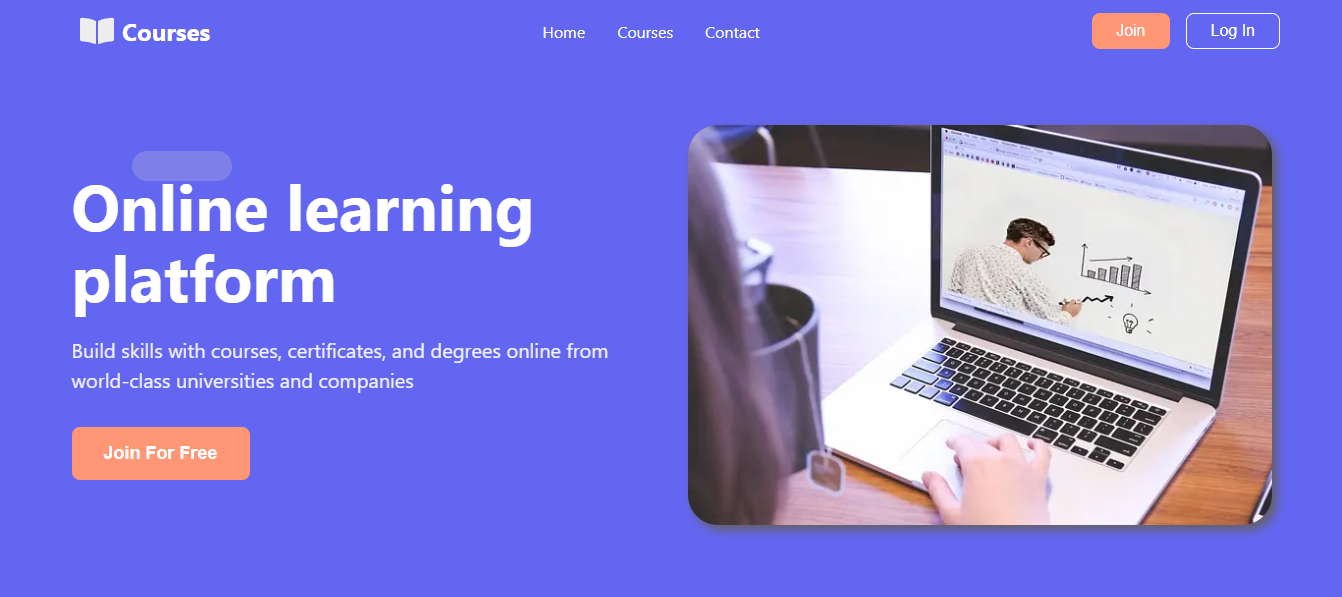 Courses
Home
Courses
Contact
Join
Log In
Online learning
platform
Build skills with courses, certificates, and degrees online from
world-class universities and companies
Join For Free